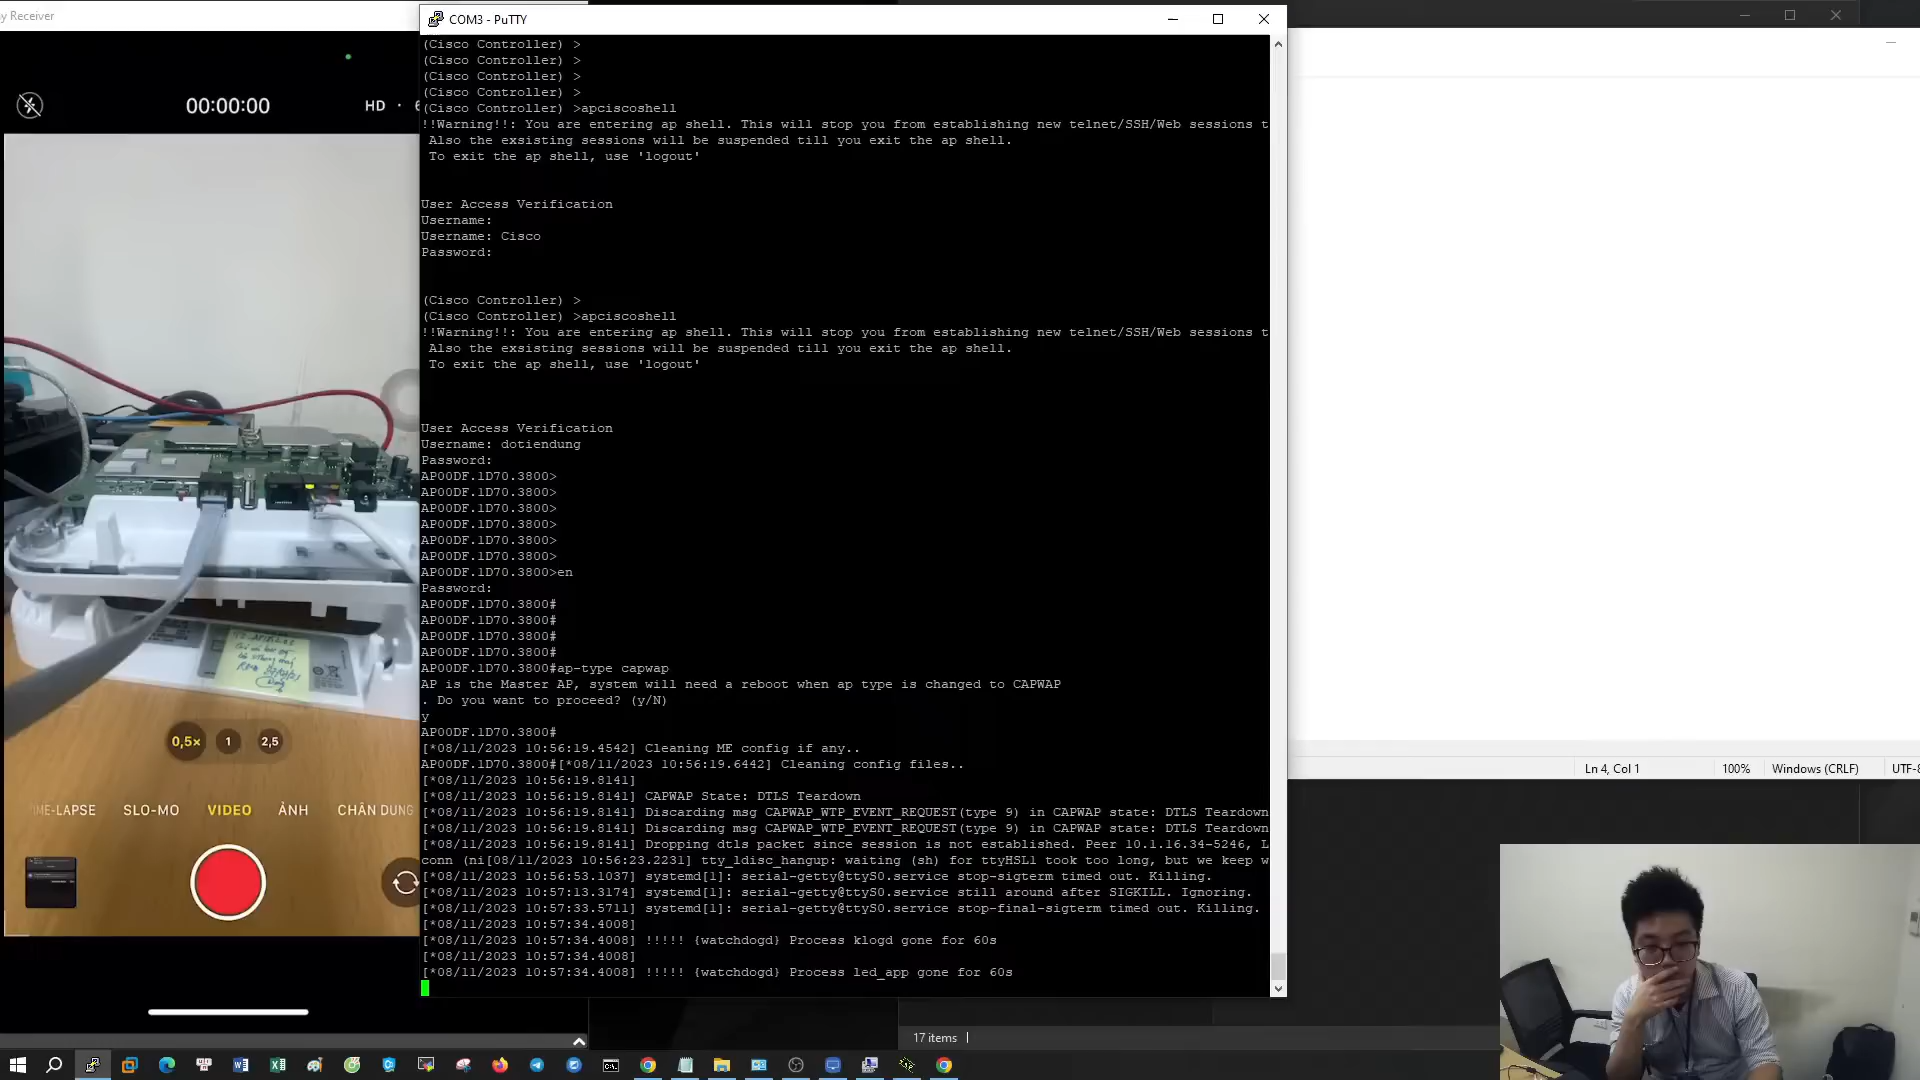 y Receiver
00:00:00
HD
0,5×
1
2,5
SLO-MO
VIDEO
ẢNH
CHÂN DUNG
COM3 - PuTTY
(Cisco Controller) >
(Cisco Controller) >
(Cisco Controller) >
(Cisco Controller) >
(Cisco Controller) >apciscoshell
!!Warning!!: You are entering ap shell. This will stop you from establishing new telnet/SSH/Web sessions t
Also the exsisting sessions will be suspended till you exit the ap shell.
To exit the ap shell, use 'logout'
User Access Verification
Username:
Username: Cisco
Password:
(Cisco Controller) >
(Cisco Controller) >apciscoshell
!!Warning!!: You are entering ap shell. This will stop you from establishing new telnet/SSH/Web sessions t
Also the exsisting sessions will be suspended till you exit the ap shell.
To exit the ap shell, use 'logout'
User Access Verification
Username: dotiendung
Password:
AP00DF.1D70.3800>
AP00DF.1D70.3800>
AP00DF.1D70.3800>
AP00DF.1D70.3800>
AP00DF.1D70.3800>
AP00DF.1D70.3800>
AP00DF.1D70.3800>en
Password:
AP00DF.1D70.3800#
AP00DF.1D70.3800#
AP00DF.1D70.3800#
AP00DF.1D70.3800#
AP00DF.1D70.3800#ap-type capwap
AP is the Master AP, system will need a reboot when ap type is changed to CAPWAP
. Do you want to proceed? (y/N)
y
AP00DF.1D70.3800#
[*08/11/2023 10:56:19.4542] Cleaning ME config if any..
AP00DF.1D70.3800#[*08/11/2023 10:56:19.6442] Cleaning config files..
[*08/11/2023 10:56:19.8141]
[*08/11/2023 10:56:19.8141] CAPWAP State: DTLS Teardown
[*08/11/2023 10:56:19.8141] Discarding msg CAPWAP_WTP_EVENT_REQUEST(type 9) in CAPWAP state: DTLS Teardown
[*08/11/2023 10:56:19.8141] Discarding msg CAPWAP_WTP_EVENT_REQUEST(type 9) in CAPWAP state: DTLS Teardown
[*08/11/2023 10:56:19.8141] Dropping dtls packet since session is not established. Peer 10.1.16.34-5246, L
conn (ni[08/11/2023 10:56:23.2231] tty_ldisc_hangup: waiting (sh) for ttyHSL1 took too long, but we keep w
[*08/11/2023 10:56:53.1037] systemd[1]: serial-getty@ttyS0.service stop-sigterm timed out. Killing.
[*08/11/2023 10:57:13.3174] systemd[1]: serial-getty@ttyS0.service still around after SIGKILL. Ignoring.
[*08/11/2023 10:57:33.5711] systemd[1]: serial-getty@ttyS0.service stop-final-sigterm timed out. Killing.
[*08/11/2023 10:57:34.4008]
[*08/11/2023 10:57:34.4008] !!!!! {watchdogd} Process klogd gone for 60s
[*08/11/2023 10:57:34.4008]
[*08/11/2023 10:57:34.4008] !!!!! {watchdogd} Process led_app gone for 60s
Ln 4, Col 1
100%
Windows (CRLF)
UTF-8
17 items